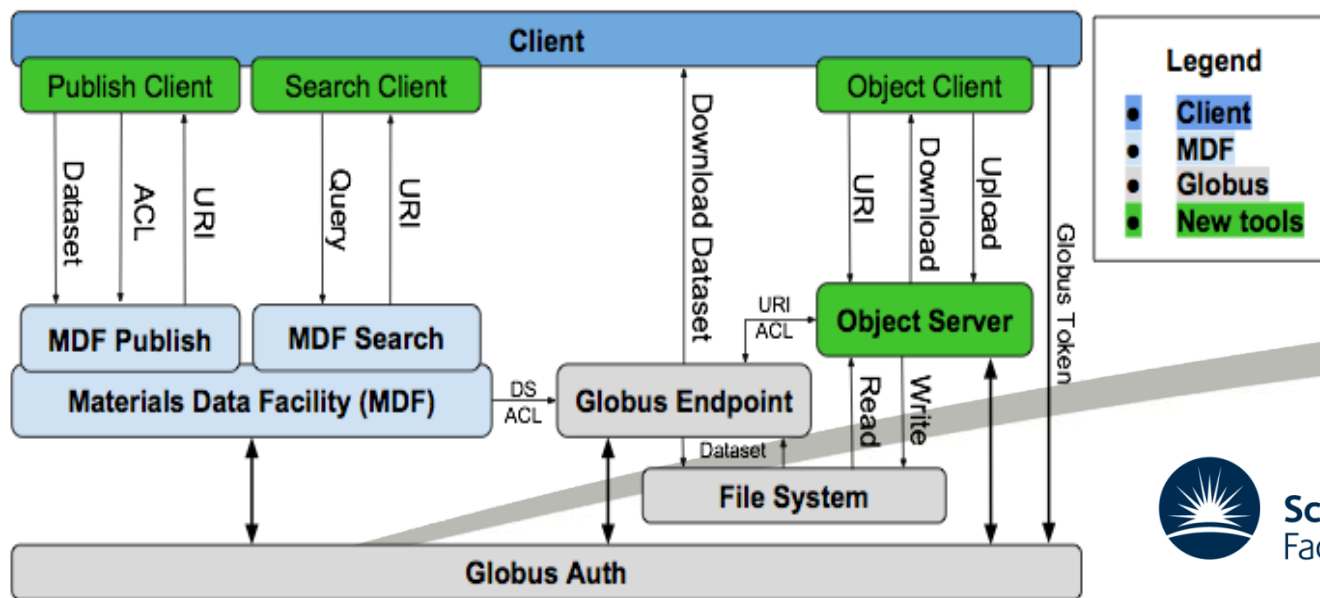 Client
Publish Client
Search Client
Object Client
Dataset
ACL
URI
Query
URI
Download Dataset
URI
Download
Upload
Globus Token
Legend
• Client
• MDF
• Globus
• New tools
MDF Publish
MDF Search
Materials Data Facility (MDF)
DS
ACL
Globus Endpoint
URI
ACL
Object Server
Dataset
Read
Write
File System
Globus Auth
Sc
Fac